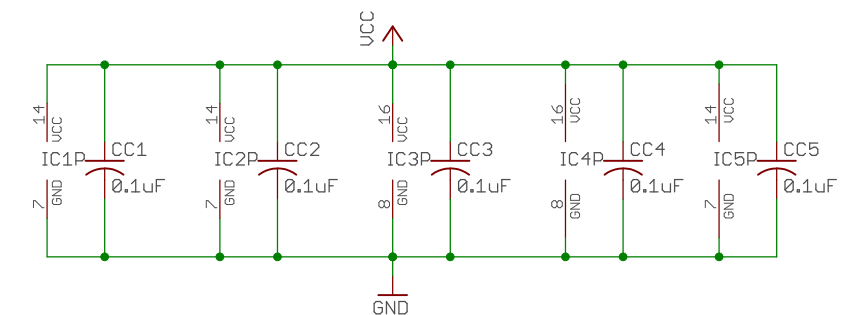 VCC
14 VCC
IC1P
7 GND
CC1
0.1uF
14 VCC
IC2P
7 GND
CC2
0.1uF
16 VCC
IC3P
8 GND
CC3
0.1uF
16 VCC
IC4P
8 GND
CC4
0.1uF
14 VCC
IC5P
7 GND
CC5
0.1uF
GND